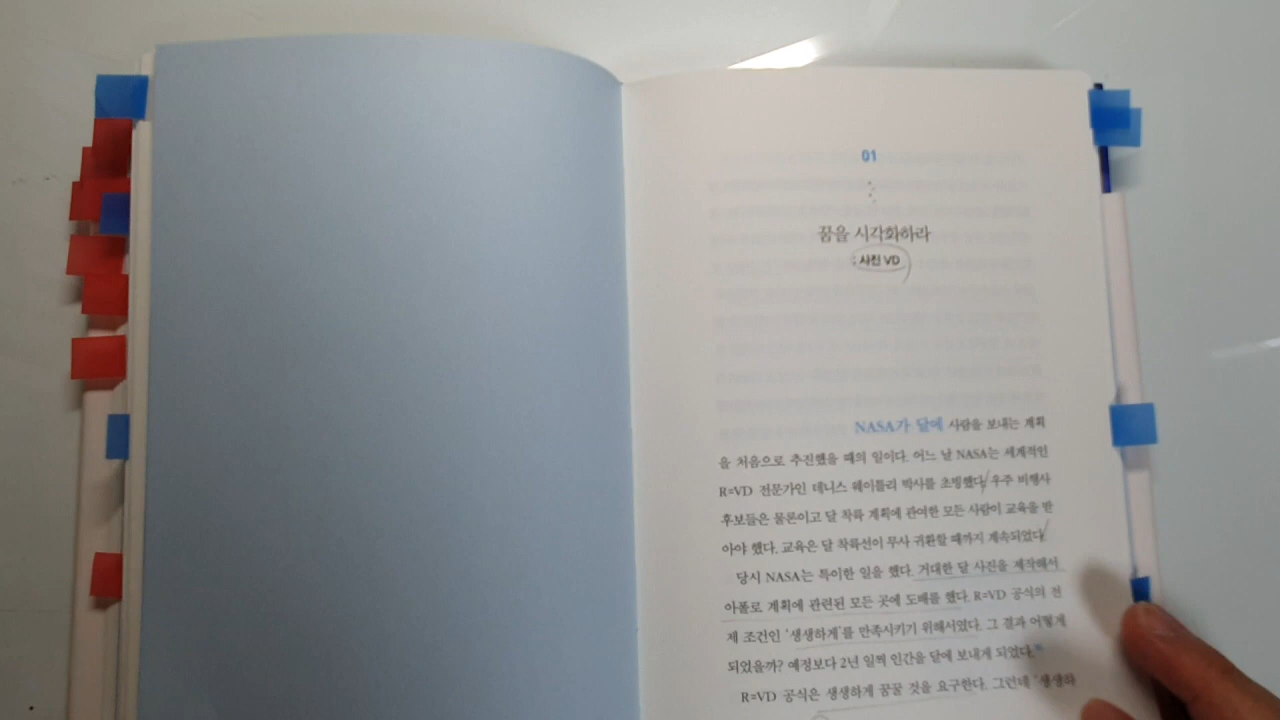 01
꿈을 시각화하라
: 사진 VD
NASA가 달에 사람을 보내는 계획
을 처음으로 추진했을 때의 일이다. 어느 날 NASA는 세계적인
R=VD 전문가인 데니스 웨이틀리 박사를 초빙했다. 우주 비행사
후보들은 물론이고 달 착륙 계획에 관여한 모든 사람이 교육을 받
아야 했다. 교육은 달 착륙선이 무사 귀환할 때까지 계속되었다.
당시 NASA는 특이한 일을 했다. 거대한 달 사진을 제작해서
아폴로 계획에 관련된 모든 곳에 도배를 했다. R=VD 공식의 전
제 조건인 '생생하게'를 만족시키기 위해서였다. 그 결과 어떻게
되었을까? 예정보다 2년 일찍 인간을 달에 보내게 되었다.
R=VD 공식은 생생하게 꿈꿀 것을 요구한다. 그런데 '생생하